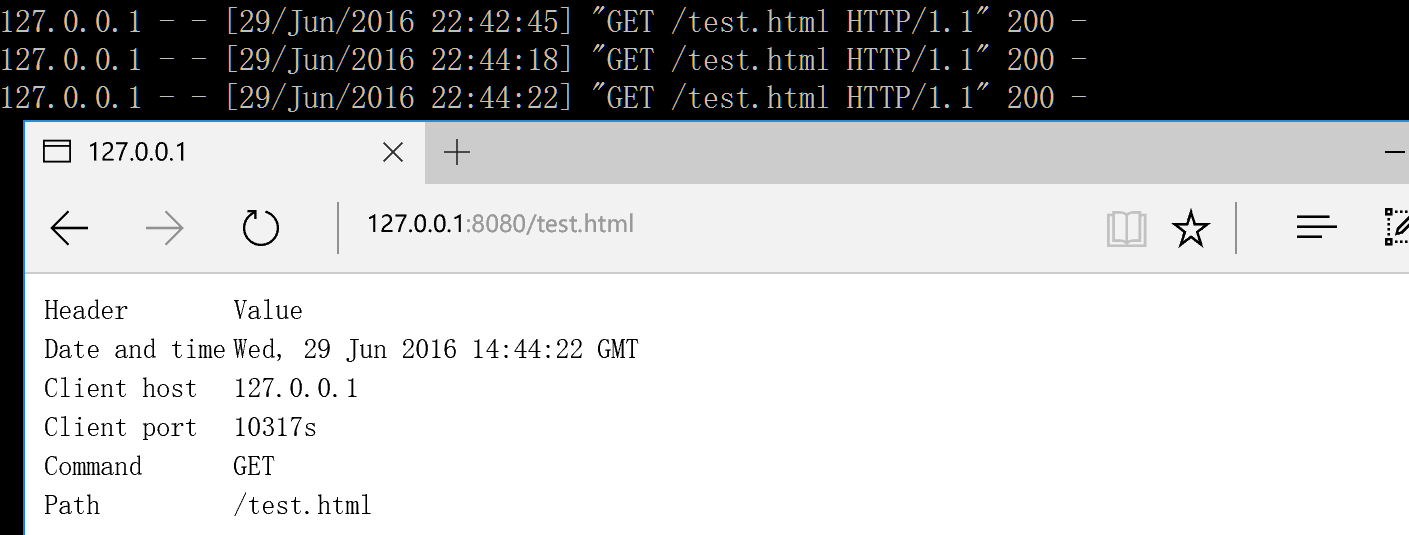 127.0.0.1 - - [29/Jun/2016 22:42:45] "GET /test.html HTTP/1.1" 200 -
127.0.0.1 - - [29/Jun/2016 22:44:18] "GET /test.html HTTP/1.1" 200 -
127.0.0.1 - - [29/Jun/2016 22:44:22] "GET /test.html HTTP/1.1" 200 -
127.0.0.1
127.0.0.1:8080/test.html
Header Value
Date and time Wed, 29 Jun 2016 14:44:22 GMT
Client host 127.0.0.1
Client port 10317s
Command GET
Path /test.html